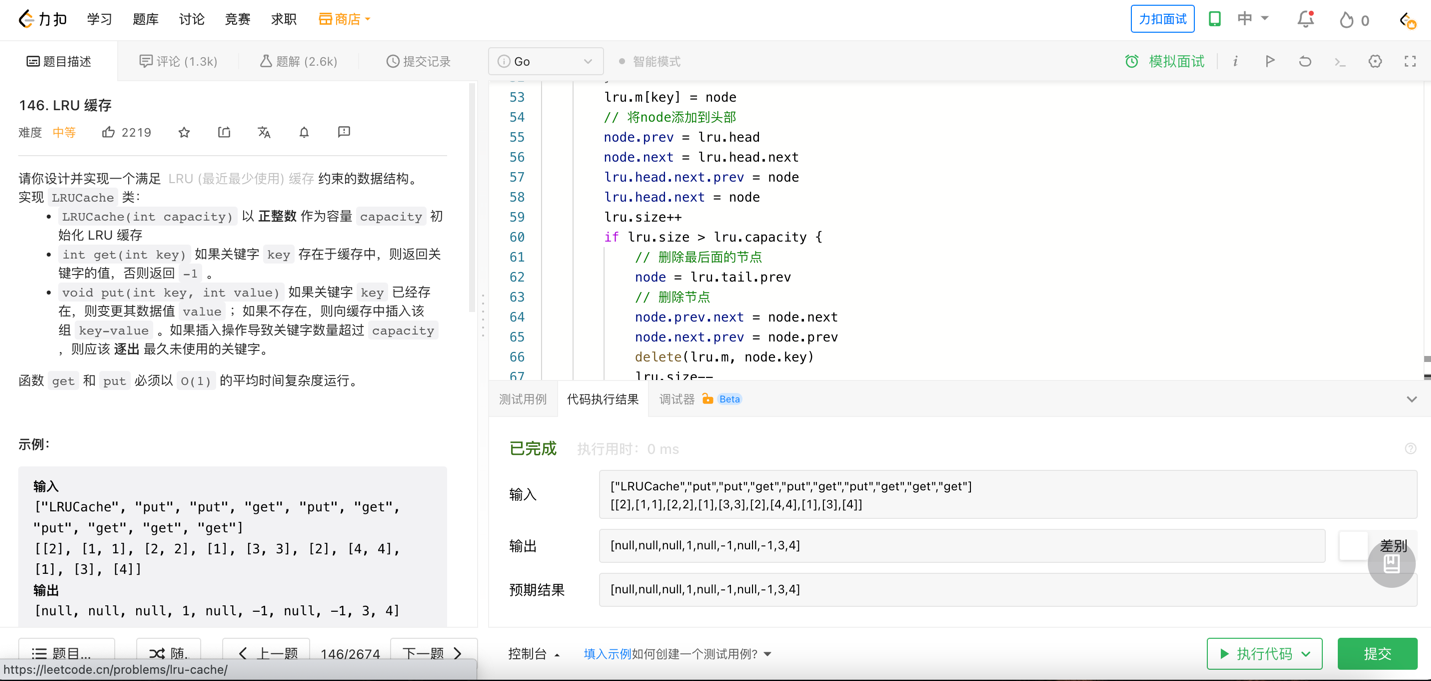 力扣 学习 题库 讨论 竞赛 求职 商店 力扣面试 中 0
题目描述 评论 (1.3k) 题解 (2.6k) 提交记录
146. LRU 缓存
难度 中等 2219
请你设计并实现一个满足 LRU (最近最少使用) 缓存 约束的数据结构。
实现 LRUCache 类：
• LRUCache(int capacity) 以 正整数 作为容量 capacity 初
始化 LRU 缓存
• int get(int key) 如果关键字 key 存在于缓存中，则返回关
键字的值，否则返回 -1 。
• void put(int key, int value) 如果关键字 key 已经存
在，则变更其数据值 value ；如果不存在，则向缓存中插入该
组 key-value 。如果插入操作导致关键字数量超过 capacity
，则应该 逐出 最久未使用的关键字。
函数 get 和 put 必须以 O(1) 的平均时间复杂度运行。
示例：
输入
["LRUCache", "put", "put", "get", "put", "get",
"put", "get", "get", "get"]
[[2], [1, 1], [2, 2], [1], [3, 3], [2], [4, 4],
[1], [3], [4]]
输出
[null, null, null, 1, null, -1, null, -1, 3, 4]
题目... 随. 上一题 146/2674 下一题
https://leetcode.cn/problems/lru-cache/
Go 智能模式 模拟面试
53 lru.m[key] = node
54 // 将node添加到头部
55 node.prev = lru.head
56 node.next = lru.head.next
57 lru.head.next.prev = node
58 lru.head.next = node
59 lru.size++
60 if lru.size > lru.capacity {
61 // 删除最后面的节点
62 node = lru.tail.prev
63 // 删除节点
64 node.prev.next = node.next
65 node.next.prev = node.prev
66 delete(lru.m, node.key)
67 lru.size--
测试用例 代码执行结果 调试器 Beta
已完成 执行用时：0 ms
输入
["LRUCache","put","put","get","put","get","put","get","get","get"]
[[2],[1,1],[2,2],[1],[3,3],[2],[4,4],[1],[3],[4]]
输出 [null,null,null,1,null,-1,null,-1,3,4] 差别
预期结果 [null,null,null,1,null,-1,null,-1,3,4]
控制台 填入示例如何创建一个测试用例? 执行代码 提交